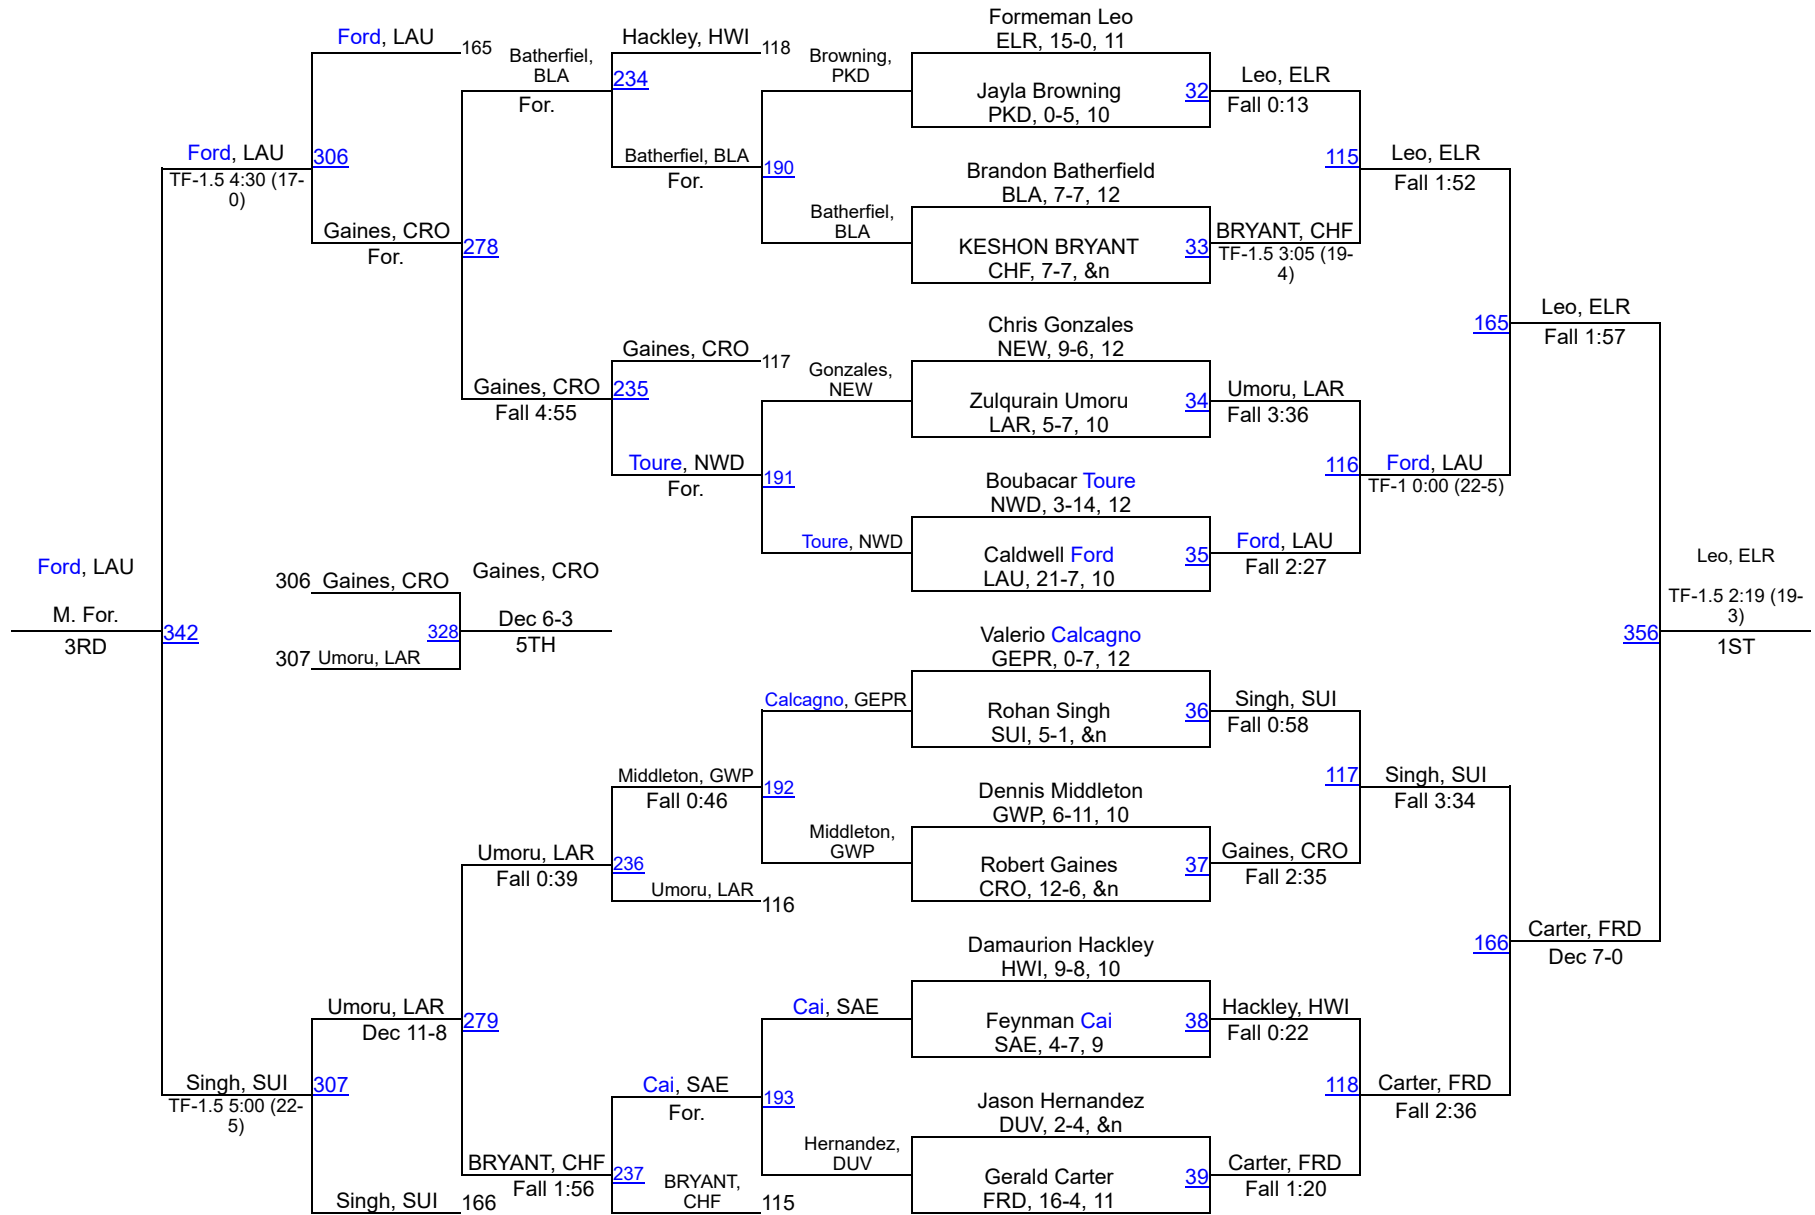 Formeman Leo
ELR, 15-0, 11
Ford, LAU
165
Batherfiel,
BLA
For.
Hackley, HWI
118
234
Browning,
PKD
Jayla Browning
PKD, 0-5, 10
32
Leo, ELR
Fall 0:13
Ford, LAU
TF-1.5 4:30 (17-
0)
306
Batherfiel, BLA
For.
190
Brandon Batherfield
BLA, 7-7, 12
115
Leo, ELR
Fall 1:52
Gaines, CRO
For.
278
Batherfiel,
BLA
KESHON BRYANT
CHF, 7-7, &n
33
BRYANT, CHF
TF-1.5 3:05 (19-
4)
Chris Gonzales
NEW, 9-6, 12
165
Leo, ELR
Fall 1:57
Gaines, CRO
117
Gaines, CRO
Fall 4:55
235
Gonzales,
NEW
Zulqurain Umoru
LAR, 5-7, 10
34
Umoru, LAR
Fall 3:36
Toure, NWD
For.
191
Boubacar Toure
NWD, 3-14, 12
116
Ford, LAU
TF-1 0:00 (22-5)
Toure, NWD
Caldwell Ford
LAU, 21-7, 10
35
Ford, LAU
Fall 2:27
Ford, LAU
M. For.
3RD
342
306
Gaines, CRO
307
Umoru, LAR
328
Gaines, CRO
Dec 6-3
5TH
Leo, ELR
TF-1.5 2:19 (19-
3)
1ST
356
Valerio Calcagno
GEPR, 0-7, 12
Calcagno, GEPR
Rohan Singh
SUI, 5-1, &n
36
Singh, SUI
Fall 0:58
Middleton, GWP
Fall 0:46
192
Dennis Middleton
GWP, 6-11, 10
117
Singh, SUI
Fall 3:34
Umoru, LAR
Fall 0:39
236
Umoru, LAR
116
Middleton,
GWP
Robert Gaines
CRO, 12-6, &n
37
Gaines, CRO
Fall 2:35
Damaurion Hackley
HWI, 9-8, 10
166
Carter, FRD
Dec 7-0
Umoru, LAR
Dec 11-8
279
Cai, SAE
Feynman Cai
SAE, 4-7, 9
38
Hackley, HWI
Fall 0:22
Singh, SUI
TF-1.5 5:00 (22-
5)
307
Cai, SAE
For.
193
Jason Hernandez
DUV, 2-4, &n
118
Carter, FRD
Fall 2:36
BRYANT, CHF
Fall 1:56
237
Hernandez,
DUV
Gerald Carter
FRD, 16-4, 11
39
Carter, FRD
Fall 1:20
Singh, SUI
166
BRYANT,
CHF
115